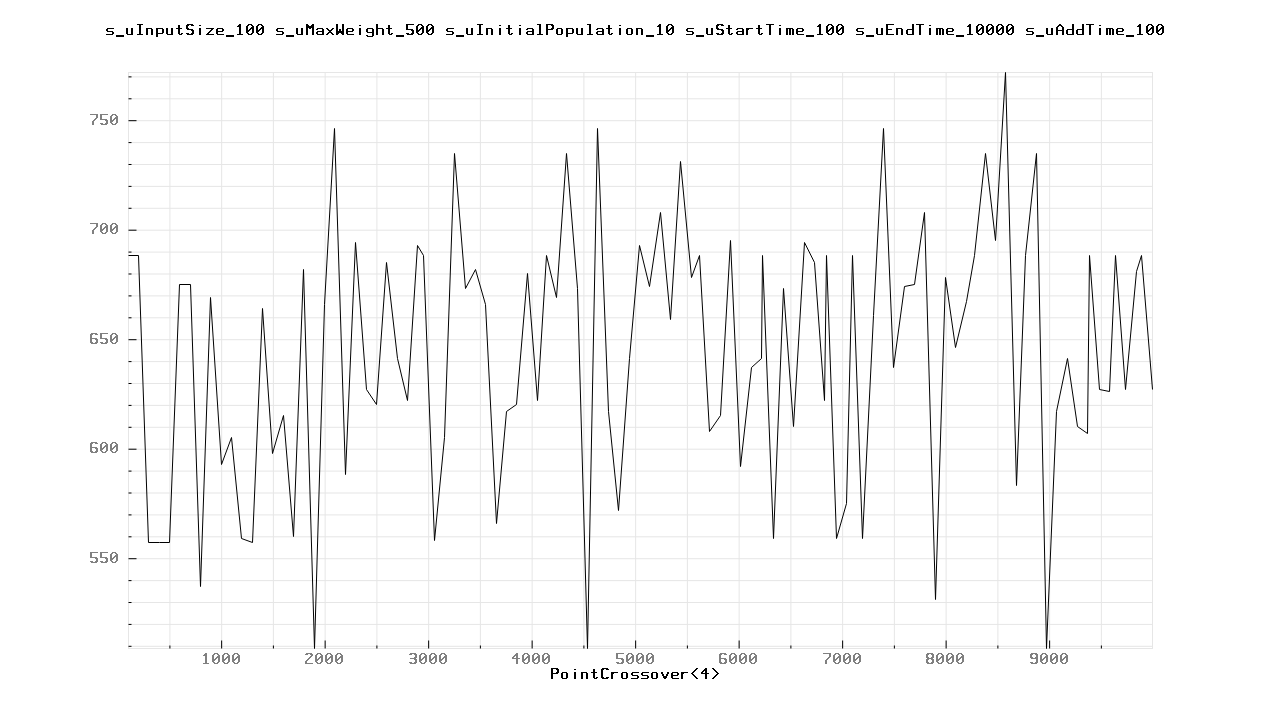 s_uInputSize_100 s_uMaxWeight_500 s_uInitialPopulation_10 s_uStartTime_100 s_uEndTime_10000 s_uAddTime_100
750
700
650
600
550
1000 2000 3000 4000 5000 6000 7000 8000 9000
PointCrossover<4>